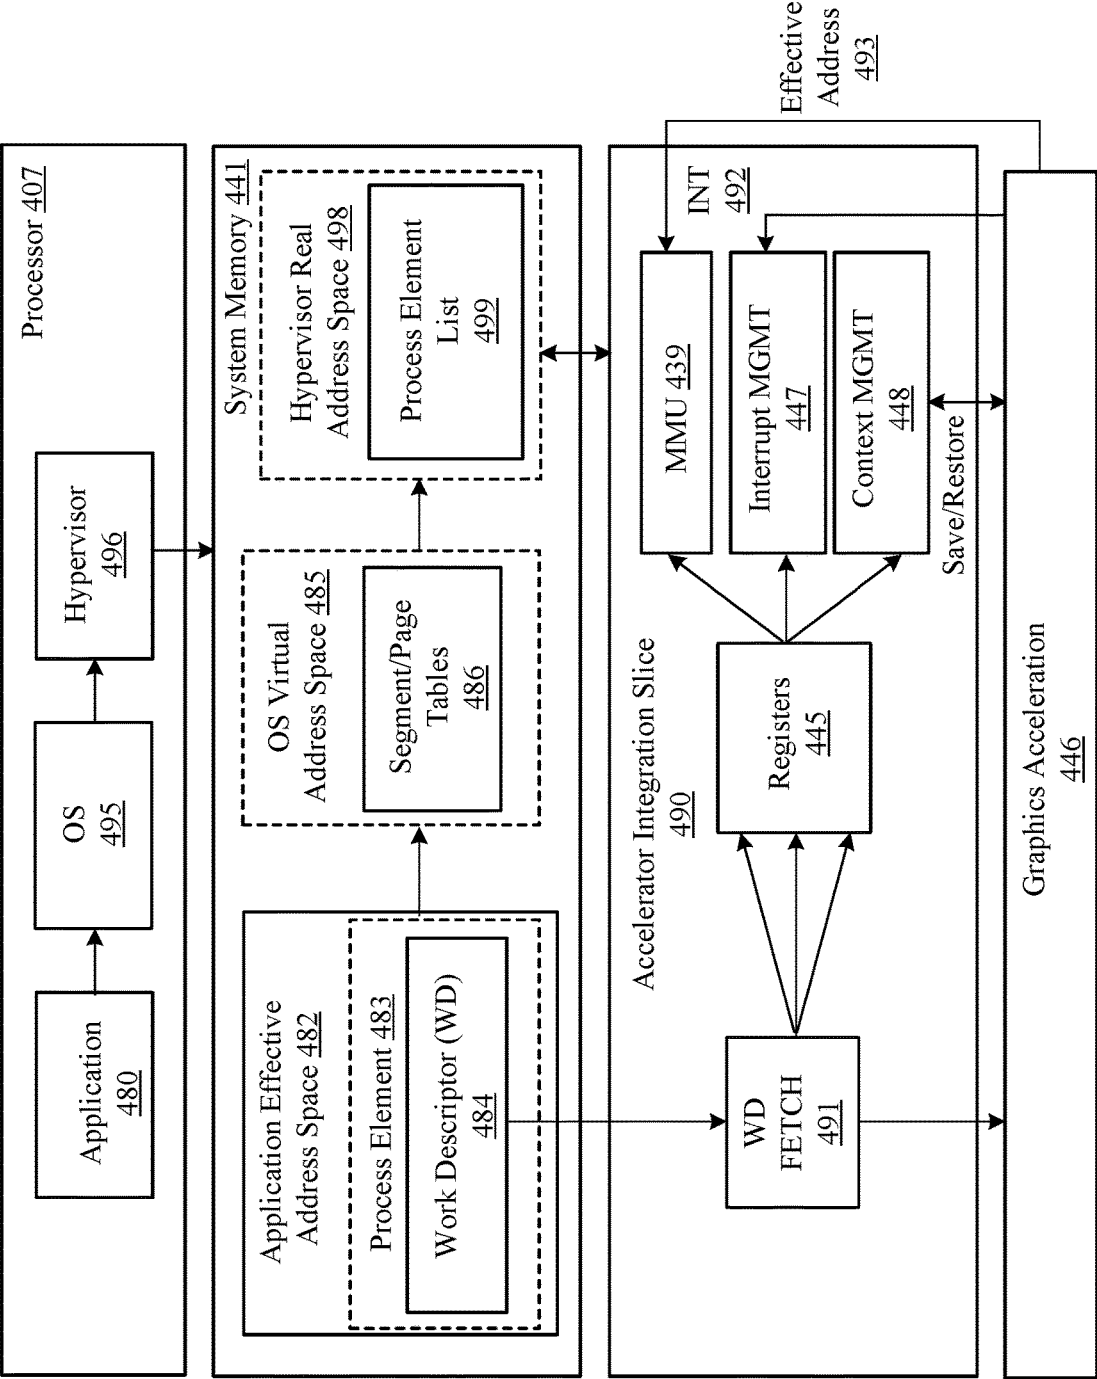 Processor 407
Application
480
OS
495
Hypervisor
496
System Memory 441
Application Effective
Address Space 482
Process Element 483
Work Descriptor (WD)
484
OS Virtual
Address Space 485
Segment/Page
Tables
486
Hypervisor Real
Address Space 498
Process Element
List
499
Accelerator Integration Slice
490
WD
FETCH
491
Registers
445
MMU 439
Interrupt MGMT
447
Context MGMT
448
INT
492
Effective
Address
493
Save/Restore
Graphics Acceleration
446